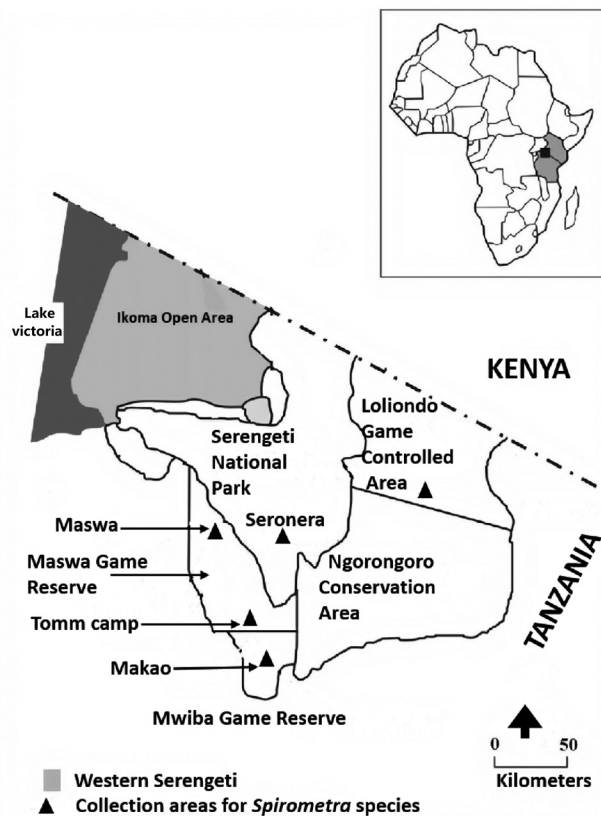 Lake
victoria
Ikoma Open Area
KENYA
Loliondo
Game
Controlled
Area
Serengeti
National
Park
Maswa
Seronera
Maswa Game
Reserve
Ngorongoro
Conservation
Area
TANZANIA
Tomm camp
Makao
Mwiba Game Reserve
0 50
Kilometers
Western Serengeti
Collection areas for Spirometra species